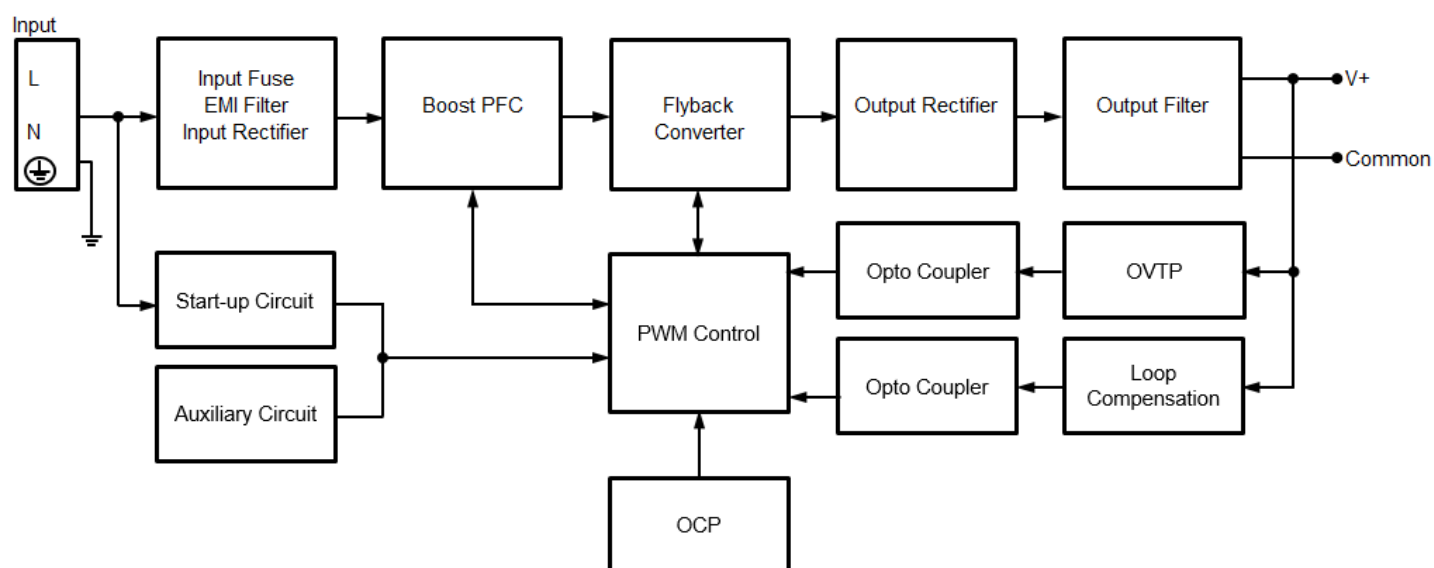 Input
L
N
Input Fuse
EMI Filter
Input Rectifier
Boost PFC
Flyback
Converter
Output Rectifier
Output Filter
V+
Common
Start-up Circuit
Auxiliary Circuit
PWM Control
Opto Coupler
OVTP
Opto Coupler
Loop
Compensation
OCP